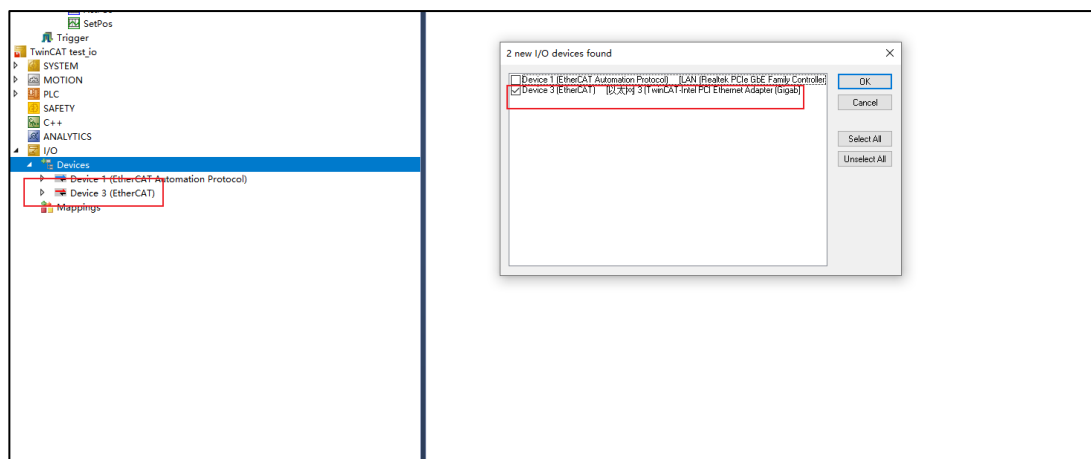 SetPos
Trigger
TwinCAT test_io
SYSTEM
MOTION
PLC
SAFETY
C++
ANALYTICS
I/O
Devices
Device 1 (EtherCAT Automation Protocol)
Device 3 (EtherCAT)
Mappings
2 new I/O devices found
Device 1 (EtherCAT Automation Protocol) [LAN (Realtek PCIe GbE Family Controller)
Device 3 (EtherCAT) [以太网 3 (TwinCAT-Intel PCI Ethernet Adapter (Gigab)]
OK
Cancel
Select All
Unselect All